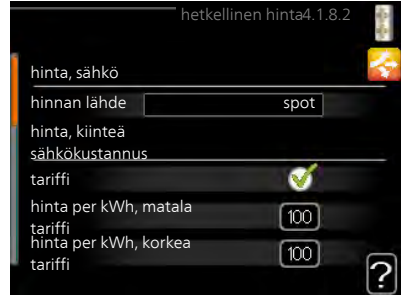 hetkellinen hinta4.1.8.2
hinta, sähkö
hinnan lähde spot
hinta, kiinteä
sähkökustannus
tariffi
hinta per kWh, matala
tariffi
100
hinta per kWh, korkea
tariffi
100
?